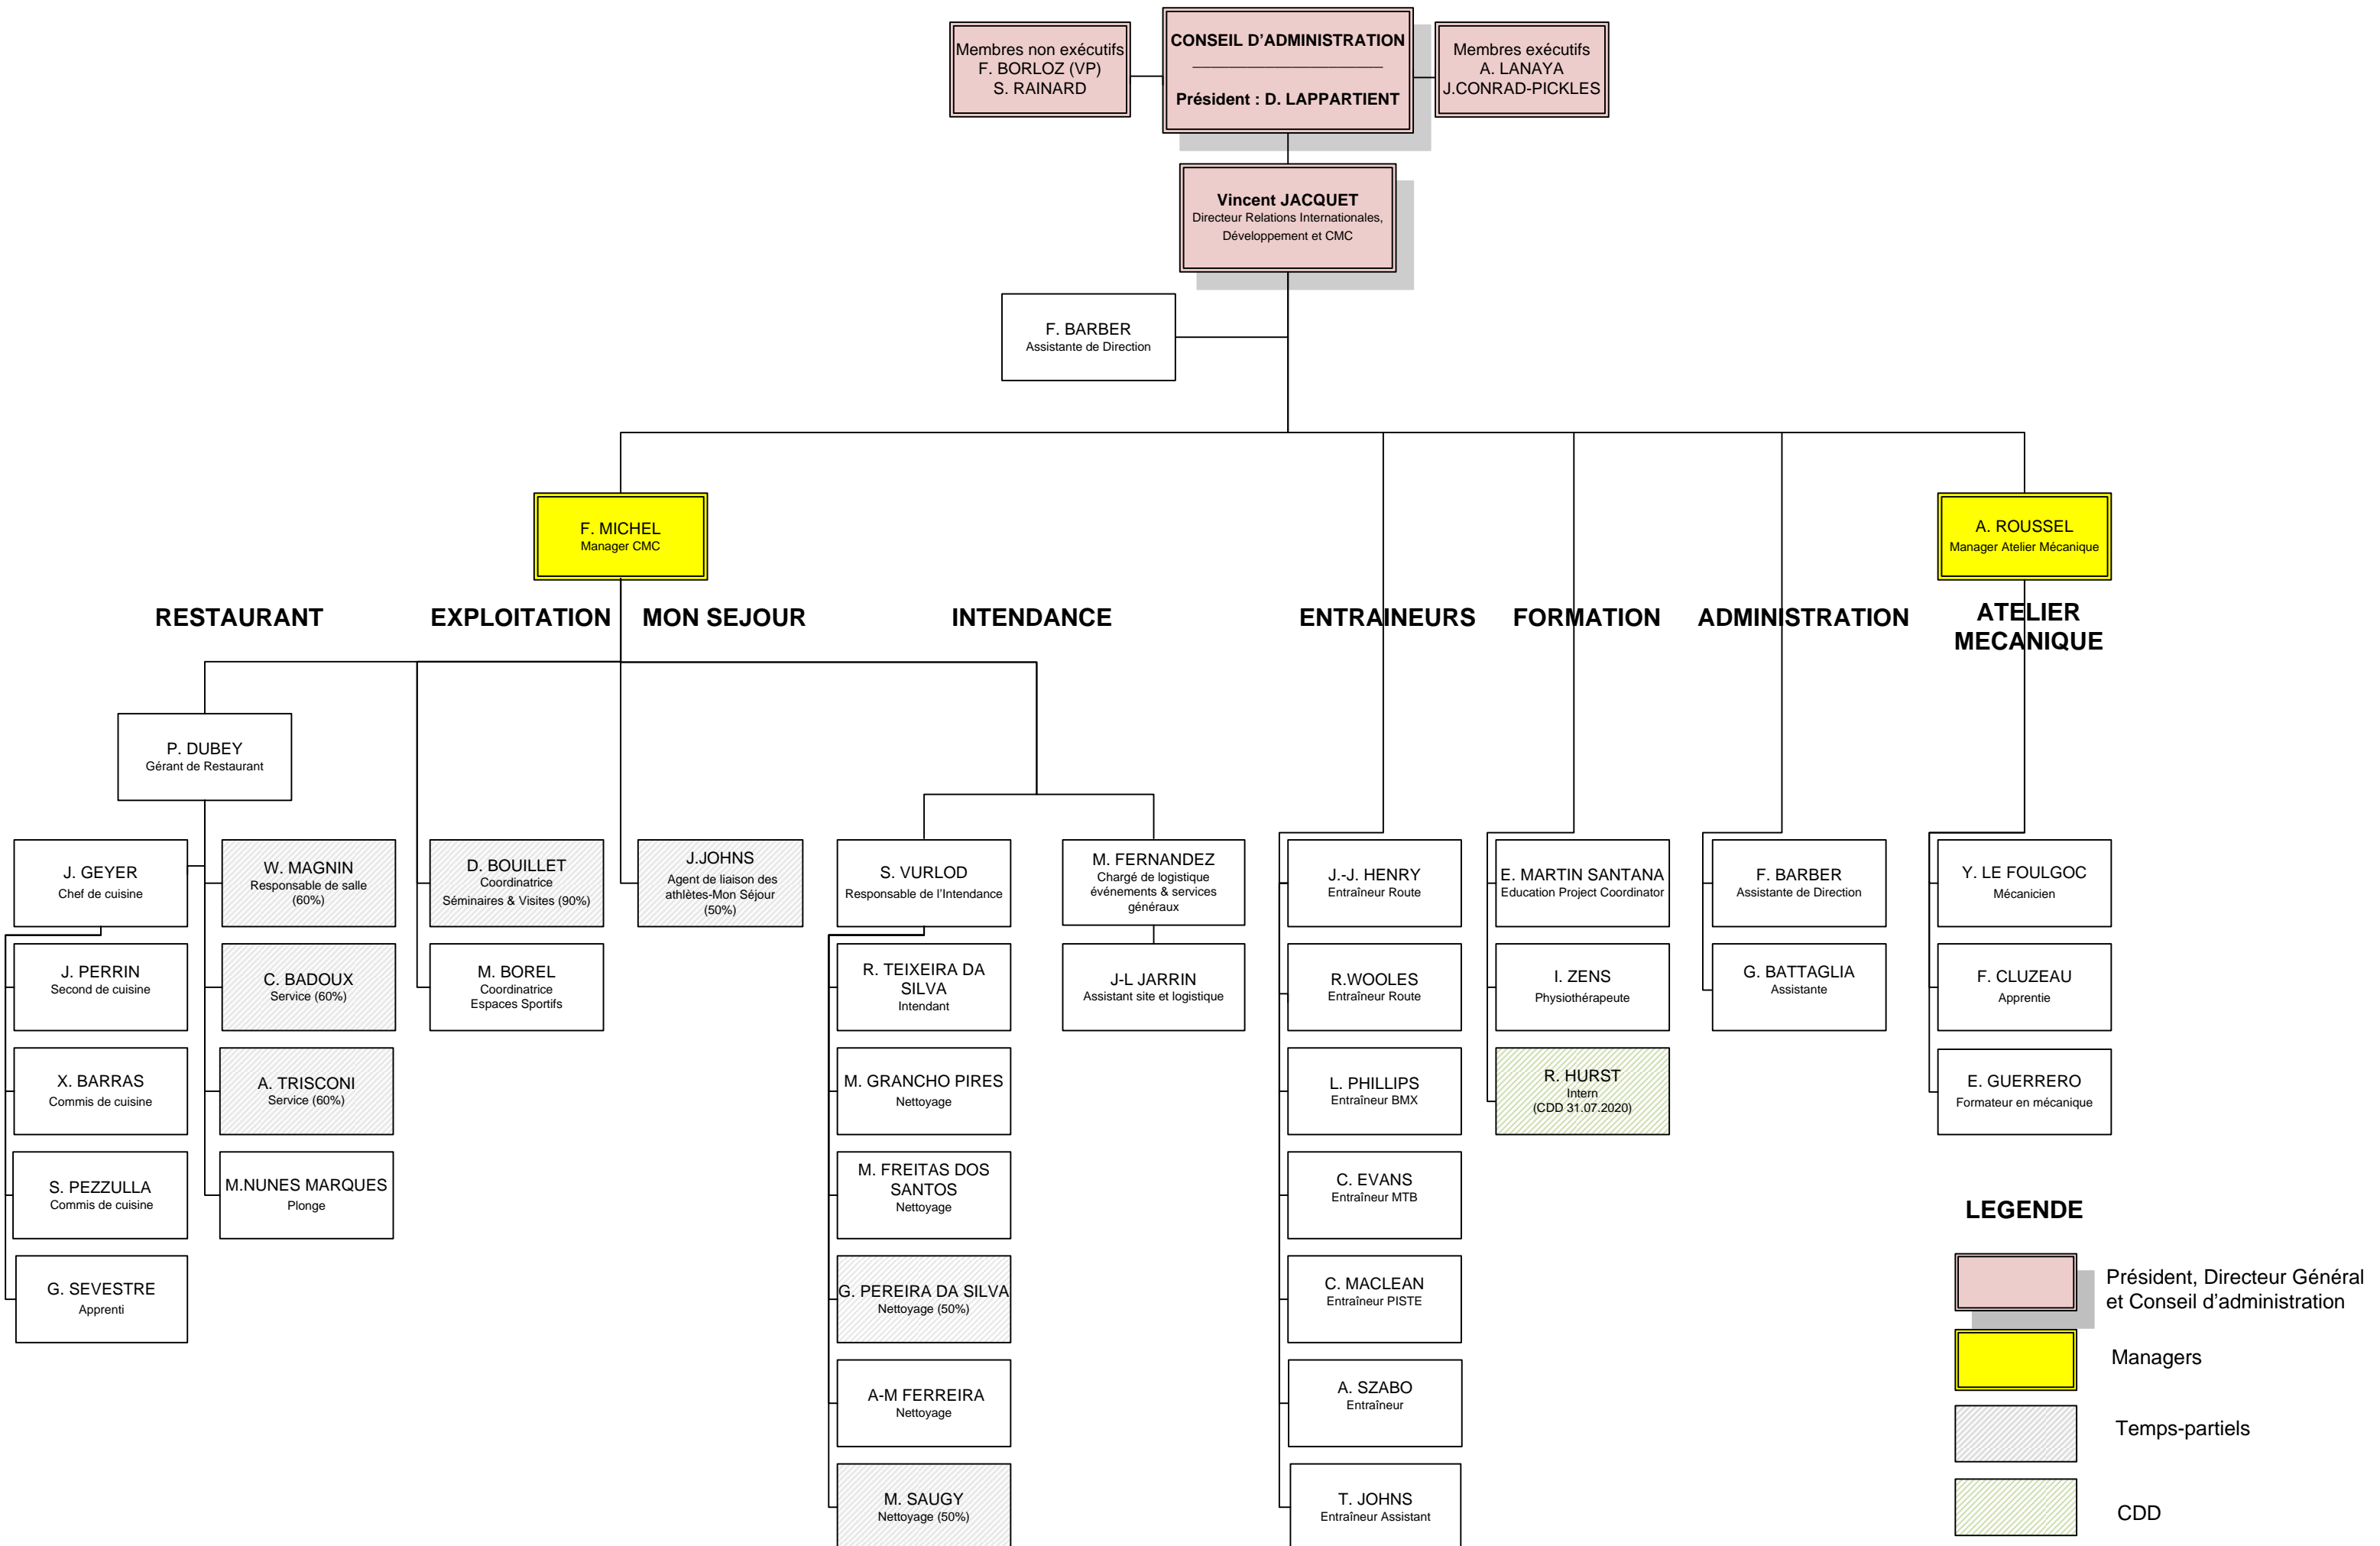 Membres non exécutifs
F. BORLOZ (VP)
S. RAINARD
CONSEIL D'ADMINISTRATION
Président : D. LAPPARTIENT
Membres exécutifs
A. LANAYA
J.CONRAD-PICKLES
Vincent JACQUET
Directeur Relations Internationales,
Développement et CMC
F. BARBER
Assistante de Direction
F. MICHEL
Manager CMC
A. ROUSSEL
Manager Atelier Mécanique
RESTAURANT
EXPLOITATION
MON SEJOUR
INTENDANCE
ENTRAINEURS
FORMATION
ADMINISTRATION
ATELIER
MECANIQUE
P. DUBEY
Gérant de Restaurant
J. GEYER
Chef de cuisine
J. PERRIN
Second de cuisine
X. BARRAS
Commis de cuisine
S. PEZZULLA
Commis de cuisine
G. SEVESTRE
Apprenti
W. MAGNIN
Responsable de salle
(60%)
C. BADOUX
Service (60%)
A. TRISCONI
Service (60%)
M.NUNES MARQUES
Plonge
D. BOUILLET
Coordinatrice
Séminaires & Visites (90%)
M. BOREL
Coordinatrice
Espaces Sportifs
J.JOHNS
Agent de liaison des
athlètes-Mon Séjour
(50%)
S. VURLOD
Responsable de l'Intendance
R. TEIXEIRA DA
SILVA
Intendant
M. GRANCHO PIRES
Nettoyage
M. FREITAS DOS
SANTOS
Nettoyage
G. PEREIRA DA SILVA
Nettoyage (50%)
A-M FERREIRA
Nettoyage
M. SAUGY
Nettoyage (50%)
M. FERNANDEZ
Chargé de logistique
événements & services
généraux
J-L JARRIN
Assistant site et logistique
J.-J. HENRY
Entraîneur Route
R.WOOLES
Entraîneur Route
L. PHILLIPS
Entraîneur BMX
C. EVANS
Entraîneur MTB
C. MACLEAN
Entraîneur PISTE
A. SZABO
Entraîneur
T. JOHNS
Entraîneur Assistant
E. MARTIN SANTANA
Education Project Coordinator
I. ZENS
Physiothérapeute
R. HURST
Intern
(CDD 31.07.2020)
F. BARBER
Assistante de Direction
G. BATTAGLIA
Assistante
Y. LE FOULGOC
Mécanicien
F. CLUZEAU
Apprentie
E. GUERRERO
Formateur en mécanique
LEGENDE
Président, Directeur Général
et Conseil d'administration
Managers
Temps-partiels
CDD